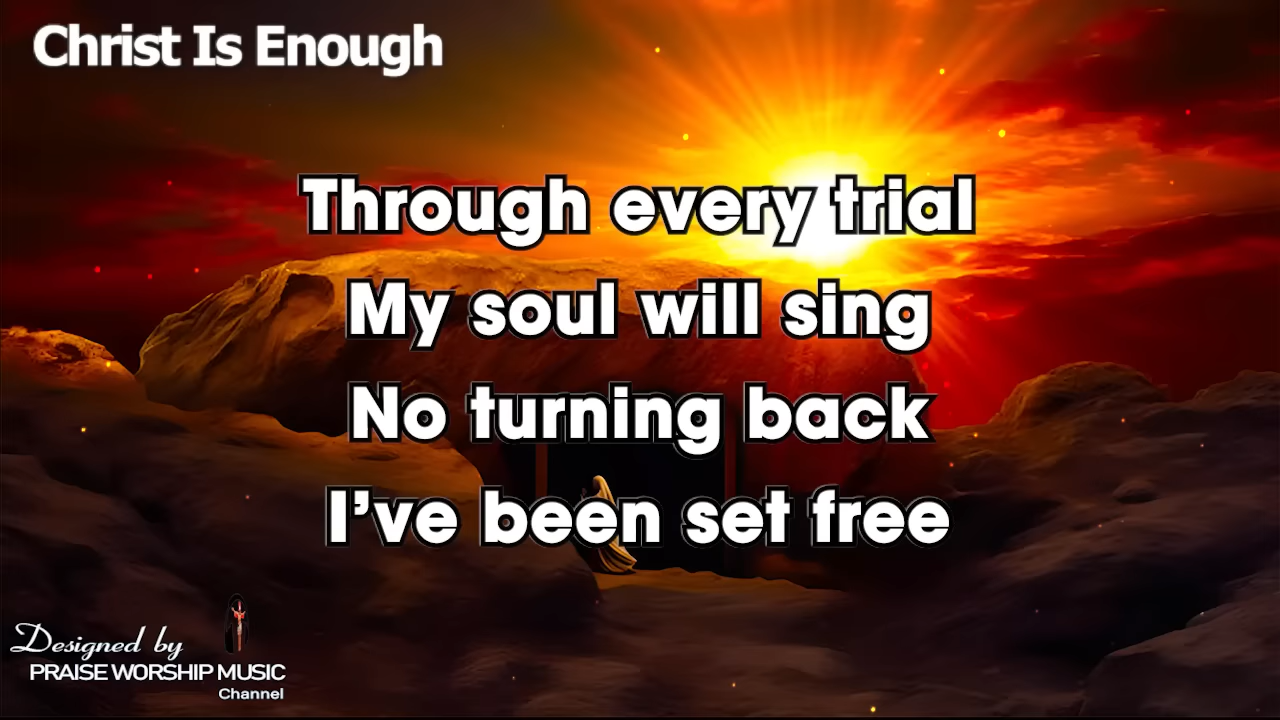 Christ Is Enough
Through every trial
My soul will sing
No turning back
I’ve been set free
Designed by
PRAISE WORSHIP MUSIC
Channel